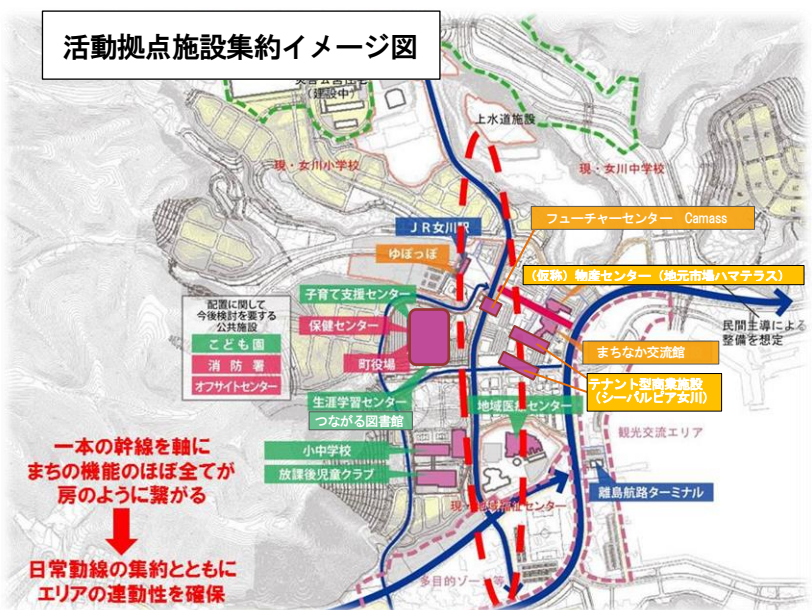 活動拠点施設集約イメージ図
(建設中)
上水道施設
現・女川小学校
現・女川中学校
JR女川駅
フューチャーセンター Camass
ゆぽっぽ
(仮称)物産センター(地元市場ハマテラス)
子育て支援センター
配置に関して
今後検討を要する
公共施設
こども園
消防署
オフサイトセンター
保健センター
町役場
民間主導による
整備を想定
まちなか交流館
テナント型商業施設
(シーパルピア女川)
生涯学習センター
つながる図書館
地域医療センター
観光交流エリア
小中学校
放課後児童クラブ
離島航路ターミナル
一本の幹線を軸に
まちの機能のほぼ全てが
房のように繋がる
日常動線の集約とともに
エリアの連動性を確保
多目的ゾーン等